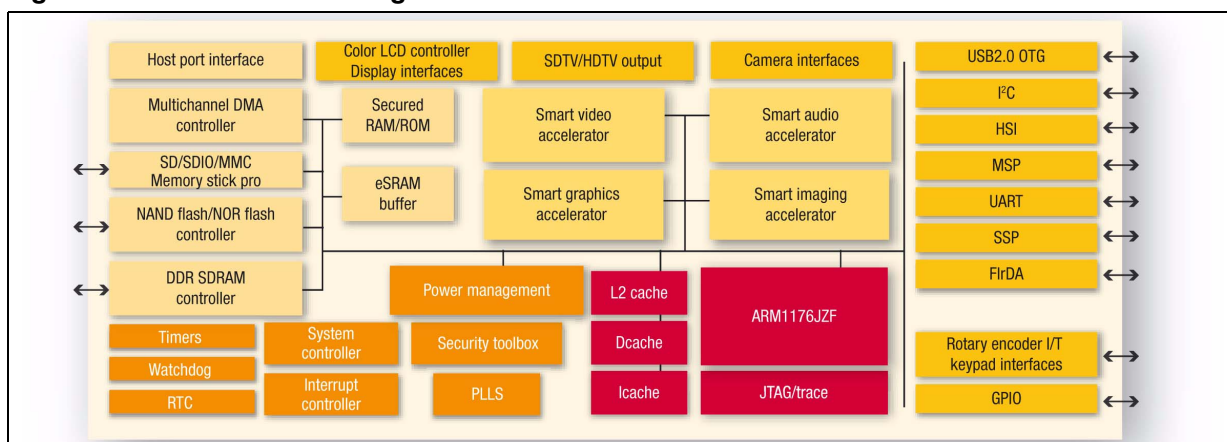 Host port interface
Color LCD controller
Display interfaces
SDTV/HDTV output
Camera interfaces
USB2.0 OTG
Multichannel DMA
controller
Secured
RAM/ROM
Smart video
accelerator
Smart audio
accelerator
I²C
HSI
SD/SDIO/MMC
Memory stick pro
eSRAM
buffer
Smart graphics
accelerator
Smart imaging
accelerator
MSP
UART
NAND flash/NOR flash
controller
SSP
FIrDA
DDR SDRAM
controller
Power management
L2 cache
ARM1176JZF
Timers
System
controller
Security toolbox
Dcache
Rotary encoder I/T
keypad interfaces
Watchdog
Interrupt
controller
PLLS
Icache
JTAG/trace
GPIO
RTC